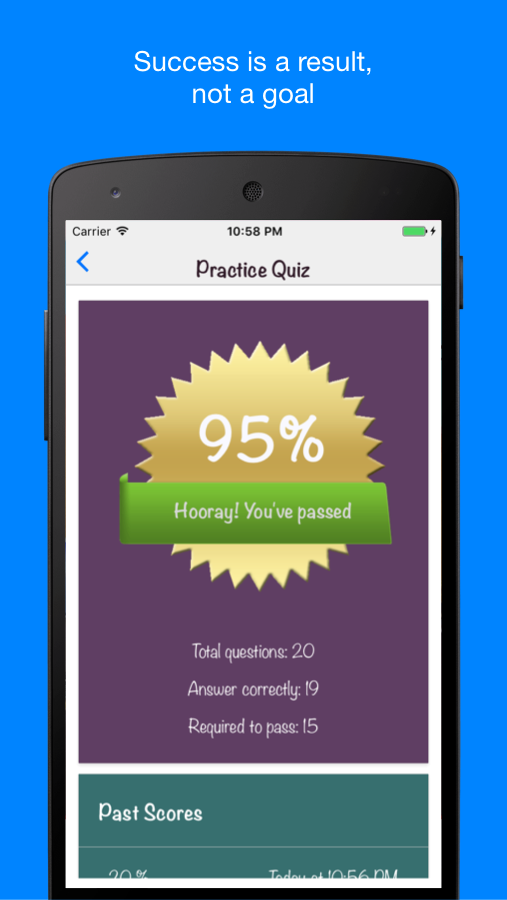 Success is a result,
not a goal
Carrier 10:58 PM
Practice Quiz
95%
Hooray! You've passed
Total questions: 20
Answer correctly: 19
Required to pass: 15
Past Scores
20 % Today at 10:56 PM